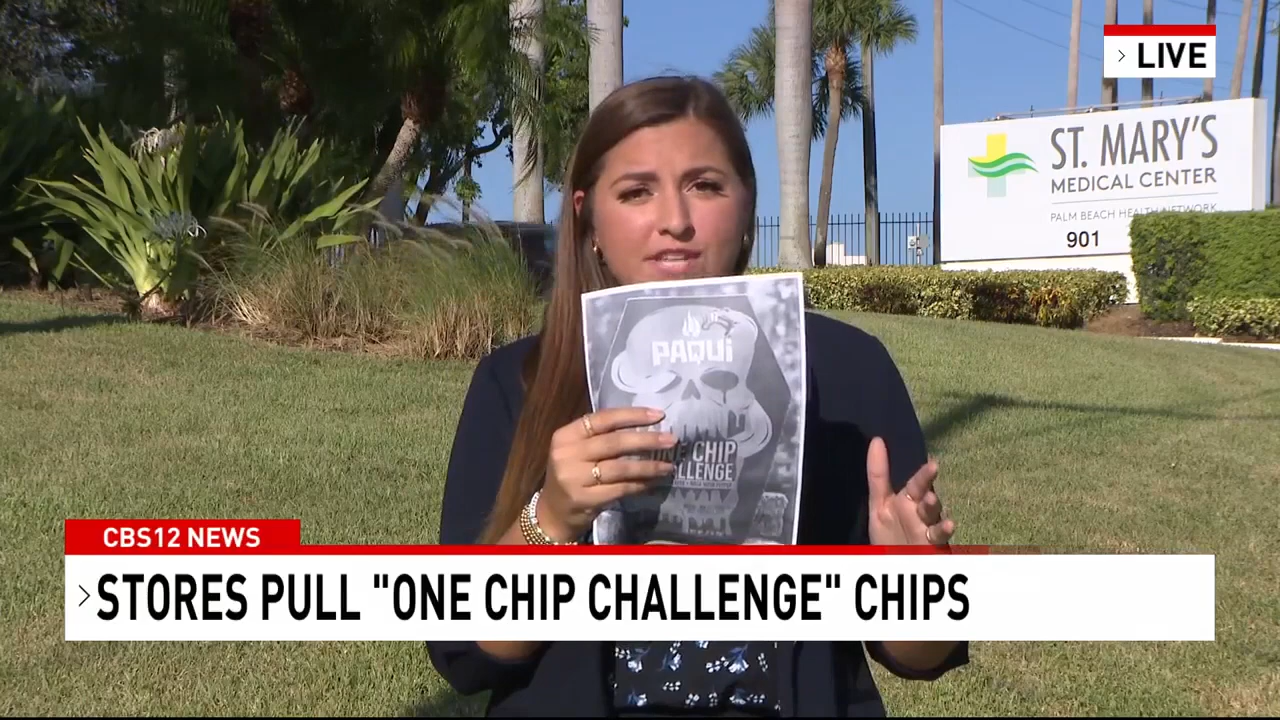 LIVE
ST. MARY'S
MEDICAL CENTER
PALM BEACH HEALTH NETWORK
901
PAQUI
ONE CHIP
CHALLENGE
CBS12 NEWS
STORES PULL "ONE CHIP CHALLENGE" CHIPS